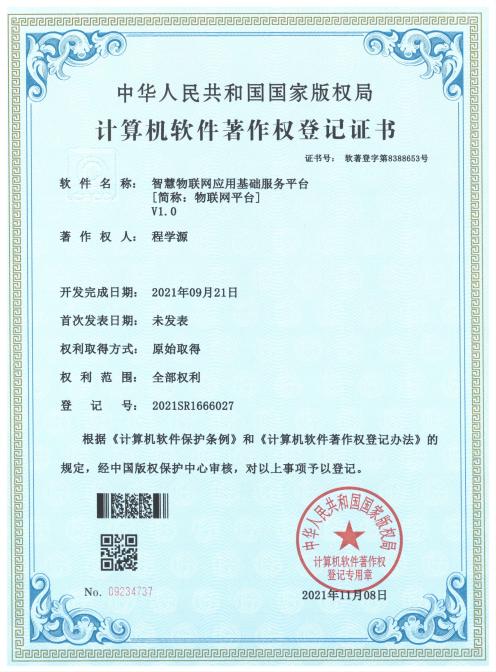 中华人民共和国国家版权局
计算机软件著作权登记证书
证书号： 软著登字第8388653号
软件名称： 智慧物联网应用基础服务平台
[简称：物联网平台]
V1.0
著作权人： 程学源
开发完成日期： 2021年09月21日
首次发表日期： 未发表
权利取得方式： 原始取得
权利范围： 全部权利
登记号： 2021SR1666027
根据《计算机软件保护条例》和《计算机软件著作权登记办法》的
规定，经中国版权保护中心审核，对以上事项予以登记。
中华人民共和国国家版权局
计算机软件著作权
登记专用章
No. 09234737
2021年11月08日